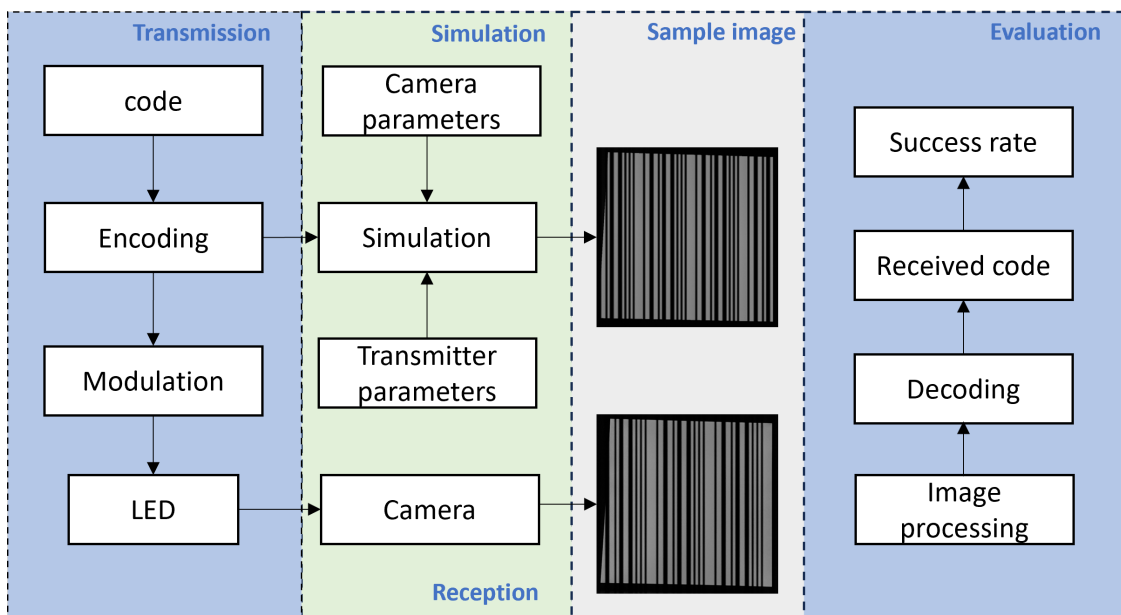 Transmission
code
Encoding
Modulation
LED
Simulation
Camera
parameters
Simulation
Transmitter
parameters
Camera
Reception
Sample image
Evaluation
Success rate
Received code
Decoding
Image
processing